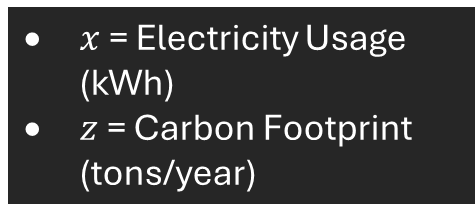 • x = Electricity Usage
(kWh)
• z = Carbon Footprint
(tons/year)